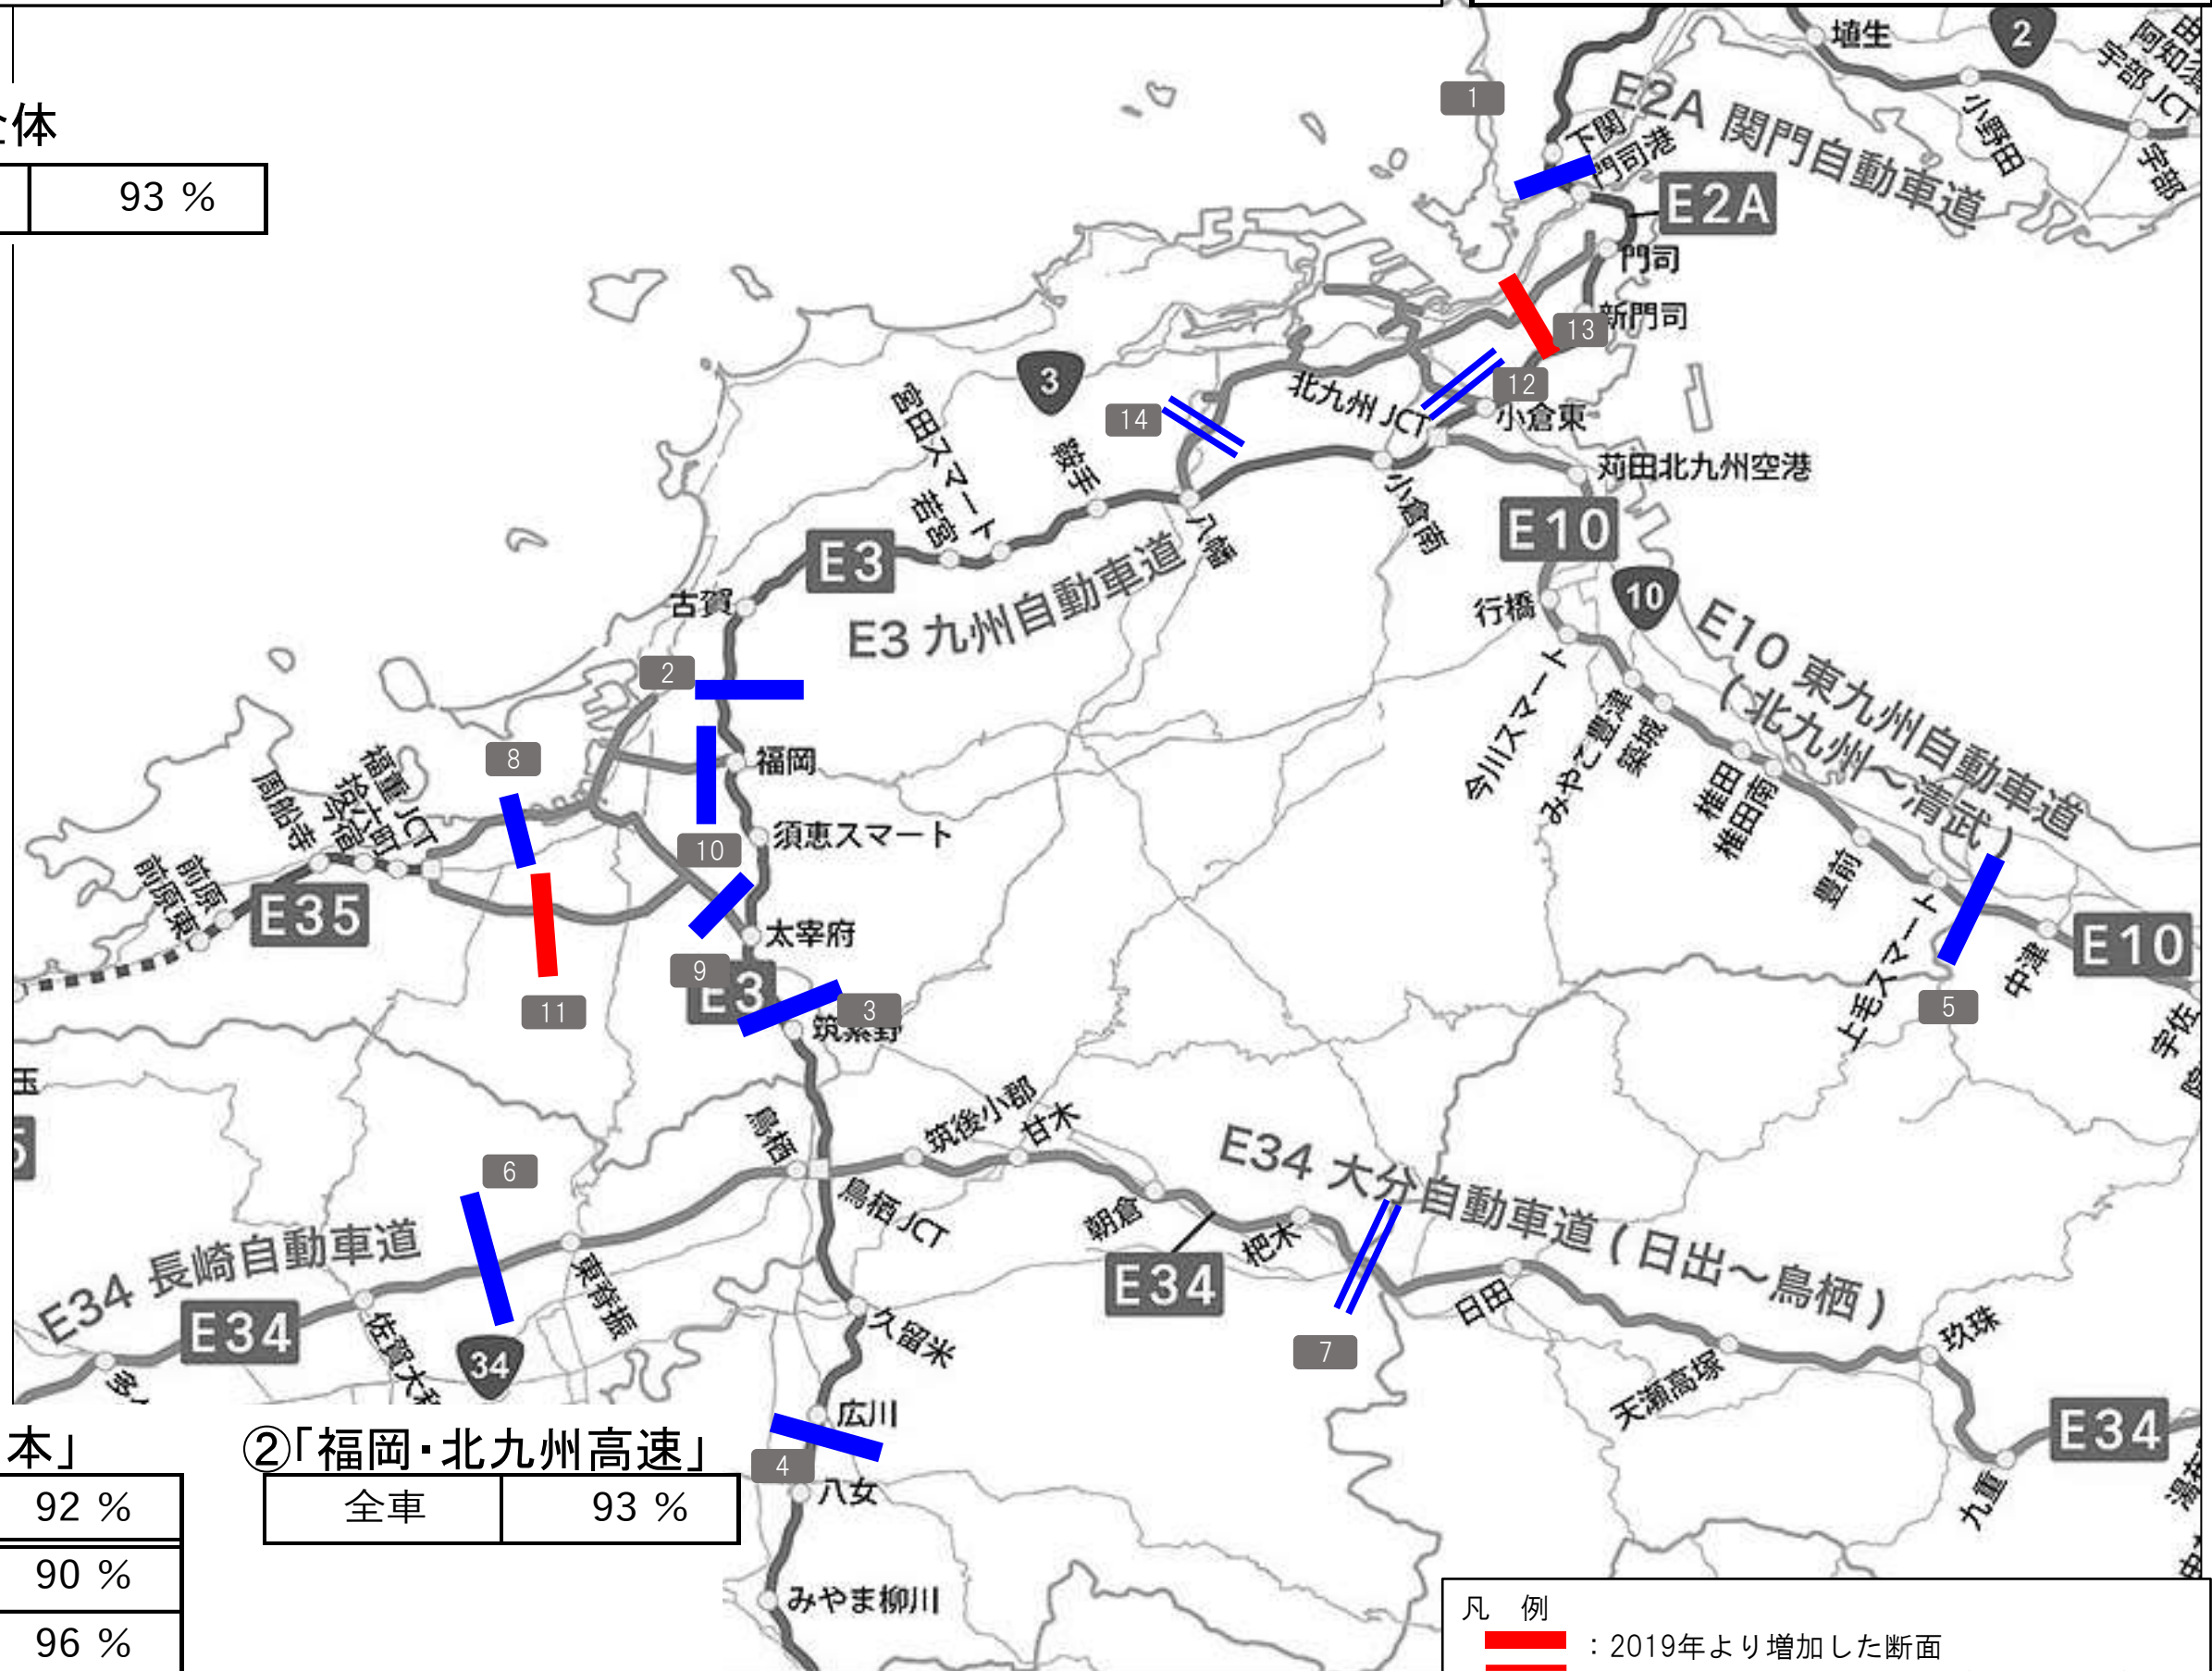 全体
93 %
1
2
埴生
宇部JCT
宇部
小野田
E2A 関門自動車道
下関
門司港
E2A
門司
新門司
13
3
12
北九州 JCT
小倉東
14
宮田スマート
若宮
鞍手
八幡
小倉南
苅田北九州空港
E3
E10
E3 九州自動車道
古賀
行橋
10
E10 東九州自動車道
(北九州～清武)
今川スマート
みやこ豊津
築城
椎田
椎田南
豊前
上毛スマート
中津
E10
宇佐
5
2
福岡
8
須恵スマート
10
福重 JCT
拾六町
今宿
周船寺
前原
前原東
E35
太宰府
9
E3
3
11
筑紫野
玉
5
鳥栖
筑後小郡
甘木
E34 大分自動車道 (日出～鳥栖)
6
鳥栖 JCT
朝倉
杷木
E34 長崎自動車道
E34
東脊振
E34
日田
玖珠
久留米
佐賀大和
34
7
天瀬高塚
E34
九重
広川
4
八女
みやま柳川
本」
92 %
90 %
96 %
②「福岡・北九州高速」
全車 93 %
凡 例
：2019年より増加した断面